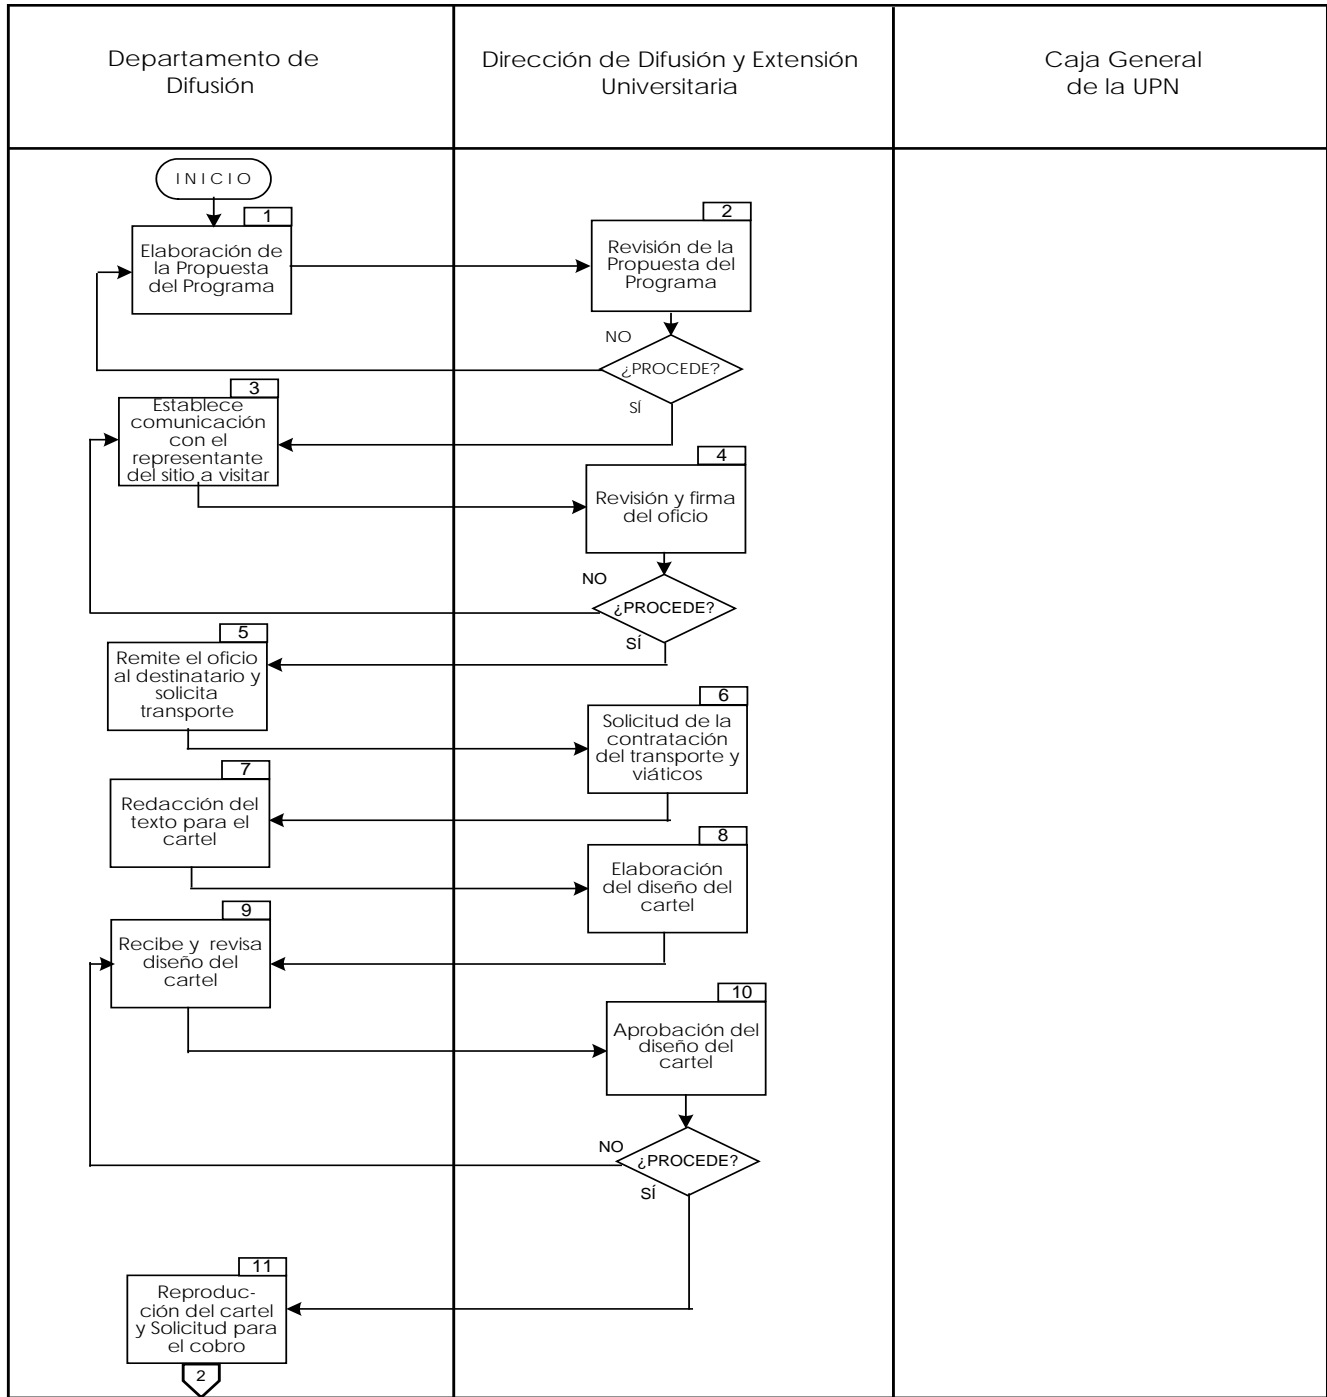 Departamento de
Difusión
Dirección de Difusión y Extensión
Universitaria
Caja General
de la UPN
INICIO
1
Elaboración de
la Propuesta
del Programa
2
Revisión de la
Propuesta del
Programa
NO
¿PROCEDE?
SÍ
3
Establece
comunicación
con el
representante
del sitio a visitar
4
Revisión y firma
del oficio
NO
¿PROCEDE?
SÍ
5
Remite el oficio
al destinatario y
solicita
transporte
6
Solicitud de la
contratación
del transporte y
viáticos
7
Redacción del
texto para el
cartel
8
Elaboración
del diseño del
cartel
9
Recibe y revisa
diseño del
cartel
10
Aprobación del
diseño del
cartel
NO
¿PROCEDE?
SÍ
11
Reproduc-
ción del cartel
y Solicitud para
el cobro
2